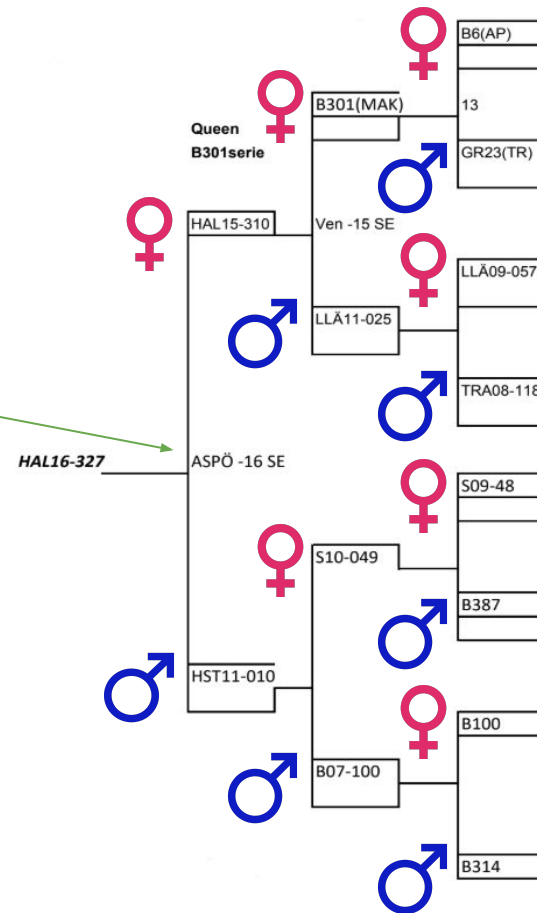 B6(AP)
B301(MAK)
13
Queen
B301serie
GR23(TR)
HAL15-310
Ven -15 SE
LLÄ09-057
LLÄ11-025
TRA08-118
HAL16-327
ASPÖ -16 SE
S09-48
S10-049
B387
HST11-010
B100
B07-100
B314